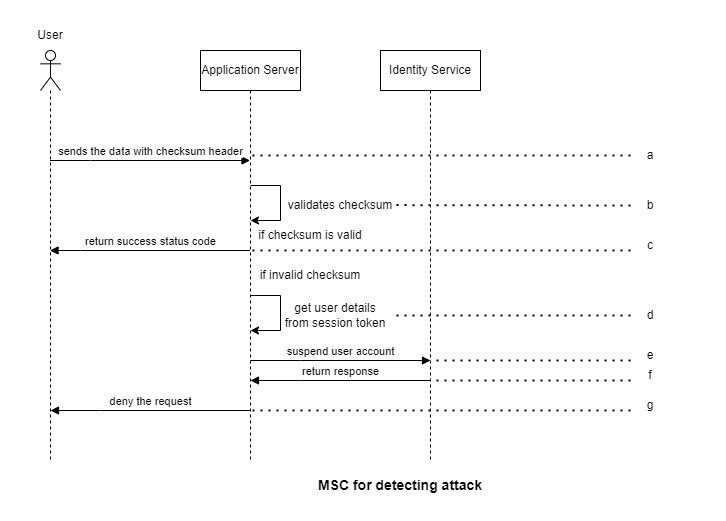 User
Application Server
Identity Service
sends the data with checksum header
a
validates checksum
b
if checksum is valid
return success status code
c
if invalid checksum
get user details
from session token
d
suspend user account
e
return response
f
deny the request
g
MSC for detecting attack